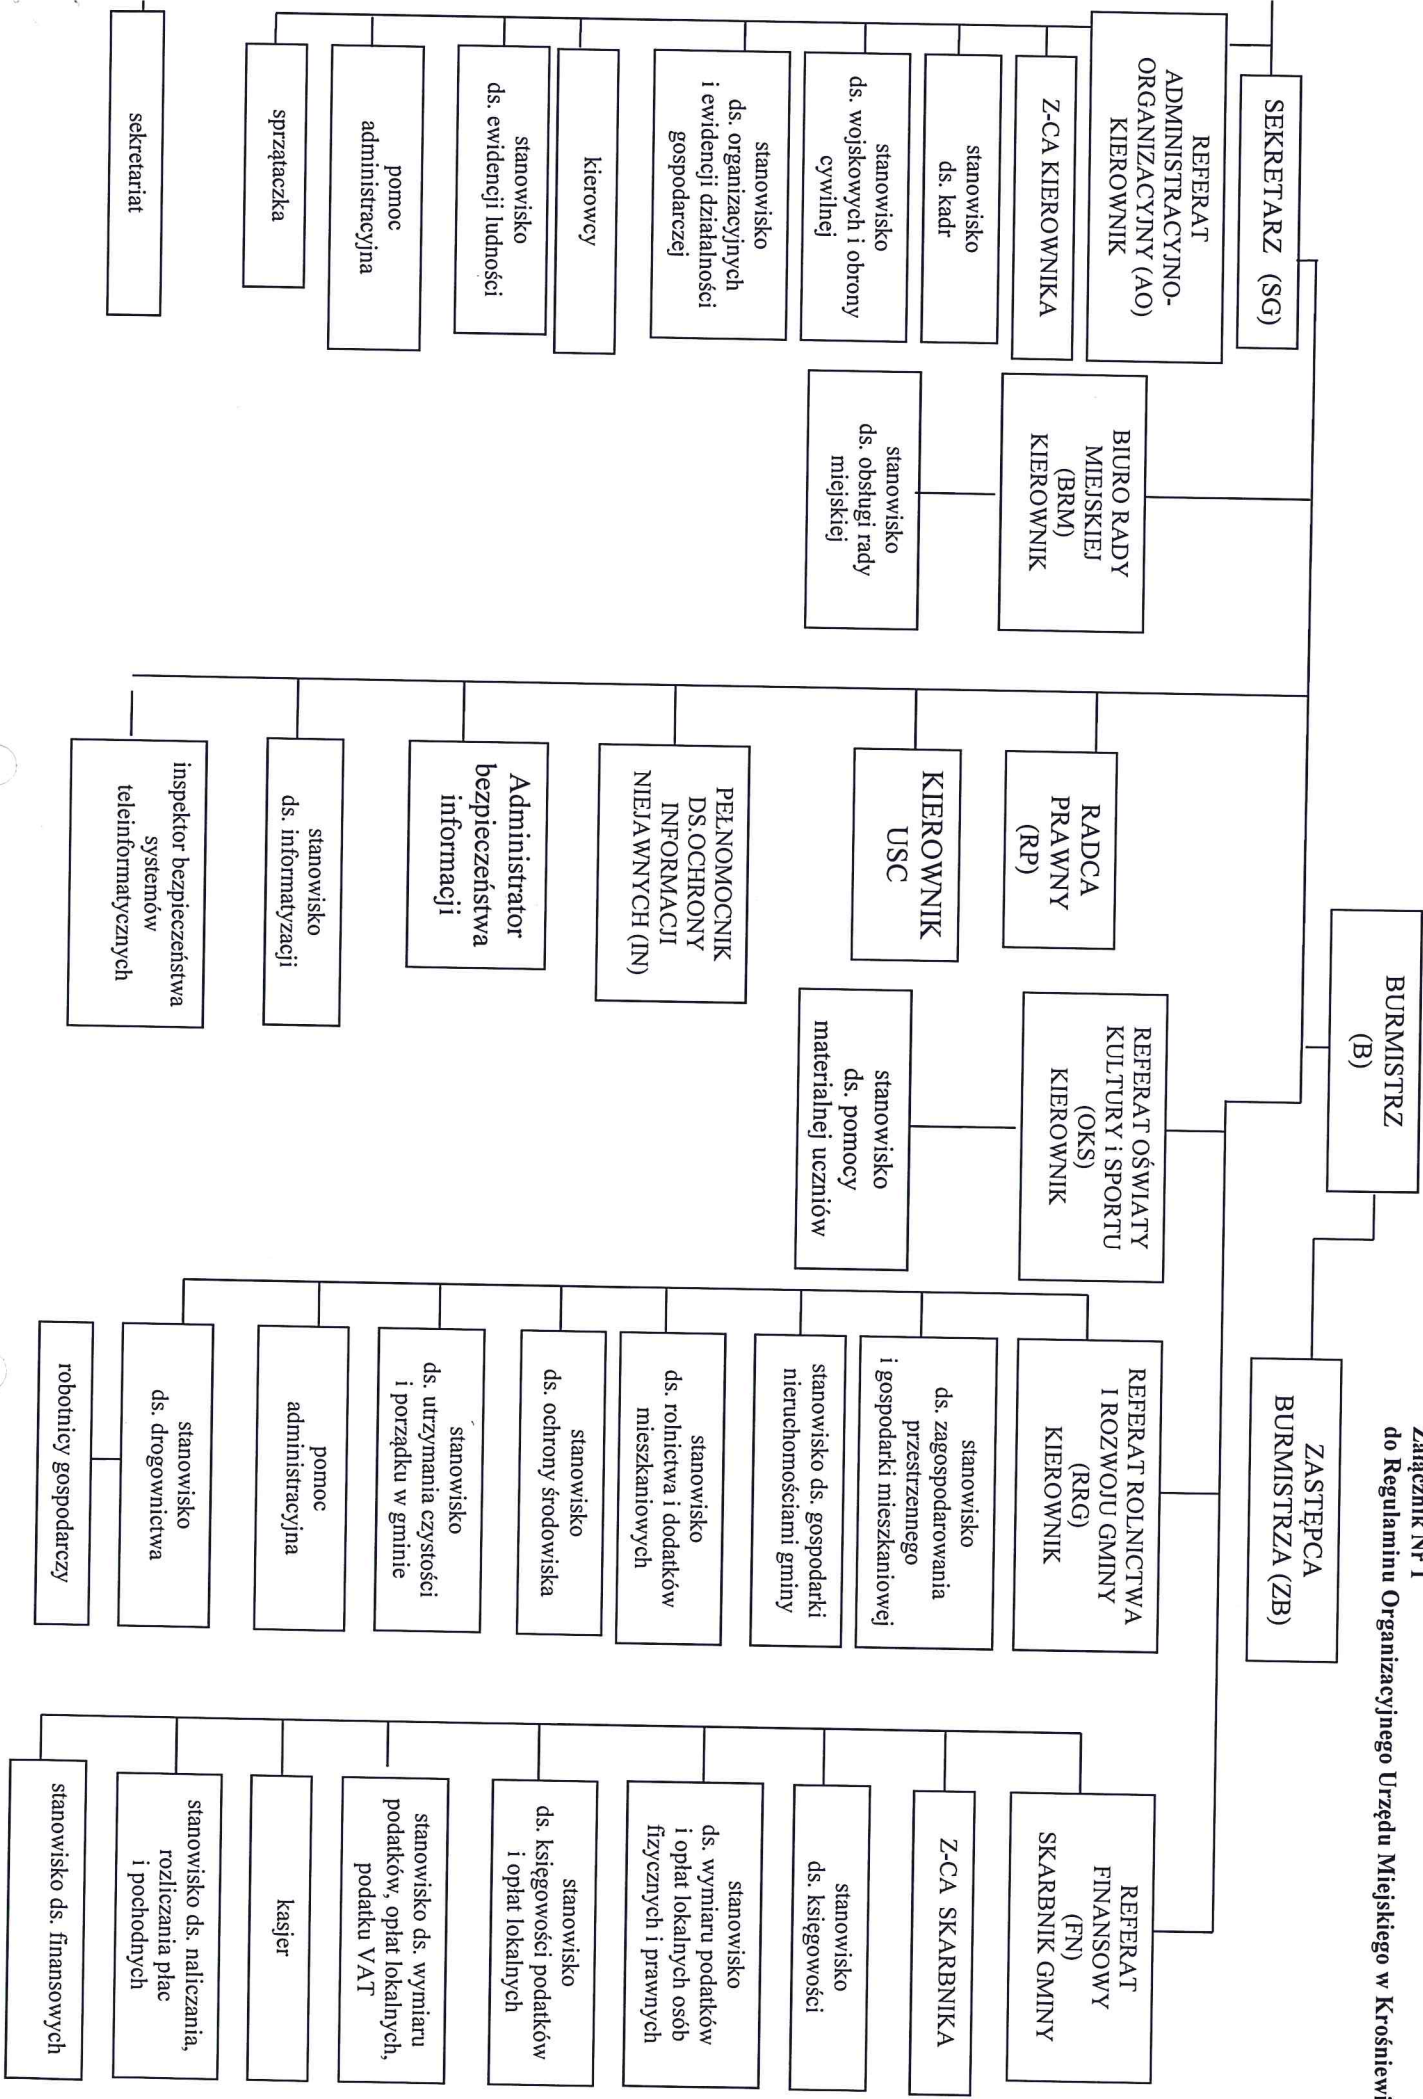 Załącznik Nr 1
do Regulaminu Organizacyjnego Urzędu Miejskiego w
BURMISTRZ
(B)
ZASTĘPCA
BURMISTRZA (ZB)
SEKRETARZ (SG)
REFERAT
ADMINISTRACYJNO-
ORGANIZACYJNY (AO)
KIEROWNIK
Z-CA KIEROWNIKA
stanowisko
ds. kadr
stanowisko
ds. wojskowych i obrony
cywilnej
stanowisko
ds. organizacyjnych
i ewidencji działalności
gospodarczej
kierowcy
stanowisko
ds. ewidencji ludności
pomoc
administracyjna
sprzątaczka
sekretariat
BIURO RADY
MIEJSKIEJ
(BRM)
KIEROWNIK
stanowisko
ds. obsługi rady
miejskiej
RADCA
PRAWNY
(RP)
KIEROWNIK
USC
PEŁNOMOCNIK
DS.OCHRONY
INFORMACJI
NIEJAWNYCH (IN)
Administrator
bezpieczeństwa
informacji
stanowisko
ds. informatyzacji
inspektor bezpieczeństwa
systemów
teleinformatycznych
REFERAT OŚWIATY
KULTURY i SPORTU
(OKS)
KIEROWNIK
stanowisko
ds. pomocy
materialnej uczniów
REFERAT ROLNICTWA
I ROZWOJU GMINY
(RRG)
KIEROWNIK
stanowisko
ds. zagospodarowania
przestrzennego
i gospodarki mieszkaniowej
stanowisko ds. gospodarki
nieruchomościami gminy
stanowisko
ds. rolnictwa i dodatków
mieszkaniowych
stanowisko
ds. ochrony środowiska
stanowisko
ds. utrzymania czystości
i porządku w gminie
pomoc
administracyjna
stanowisko
ds. drogownictwa
robotnicy gospodarczy
REFERAT
FINANSOWY
(FN)
SKARBNIK GMINY
Z-CA SKARBNIKA
stanowisko
ds. księgowości
stanowisko
ds. wymiaru podatków
i opłat lokalnych osób
fizycznych i prawnych
stanowisko
ds. księgowości podatków
i opłat lokalnych
stanowisko ds. wymiaru
podatków, opłat lokalnych,
podatku VAT
kasjer
stanowisko ds. naliczania,
rozliczania płac
i pochodnych
stanowisko ds. finansowych